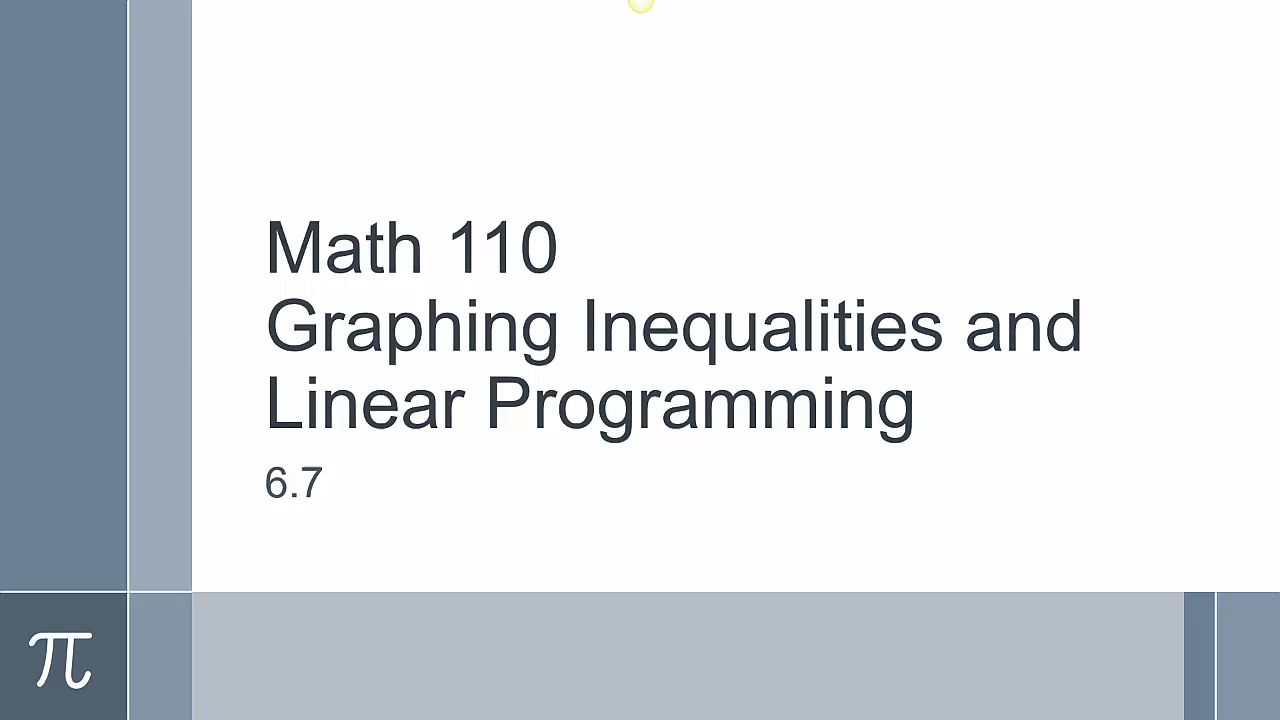 Math 110
Graphing Inequalities and
Linear Programming
6.7
π